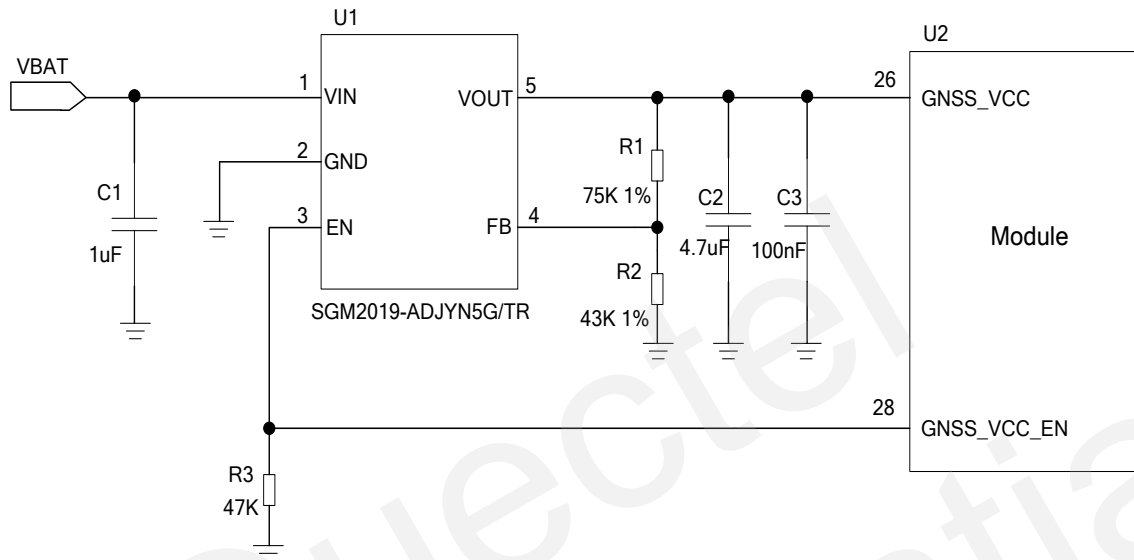 U1
U2
VBAT
1
VIN
VOUT
5
26
GNSS_VCC
2
GND
R1
75K 1%
C1
1uF
3
EN
FB
4
C2
4.7uF
C3
100nF
Module
R2
43K 1%
SGM2019-ADJYN5G/TR
28
GNSS_VCC_EN
R3
47K